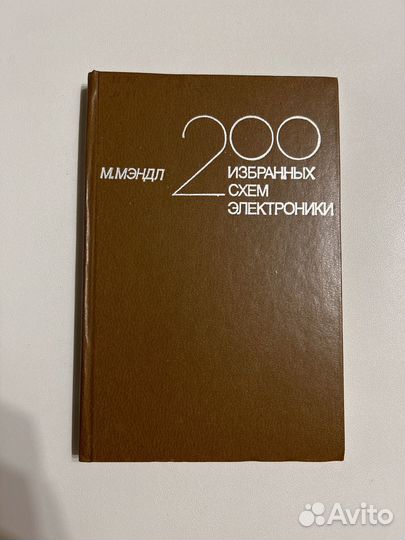 М. МЭНДЛ
200
ИЗБРАННЫХ
СХЕМ
ЭЛЕКТРОНИКИ
Avito